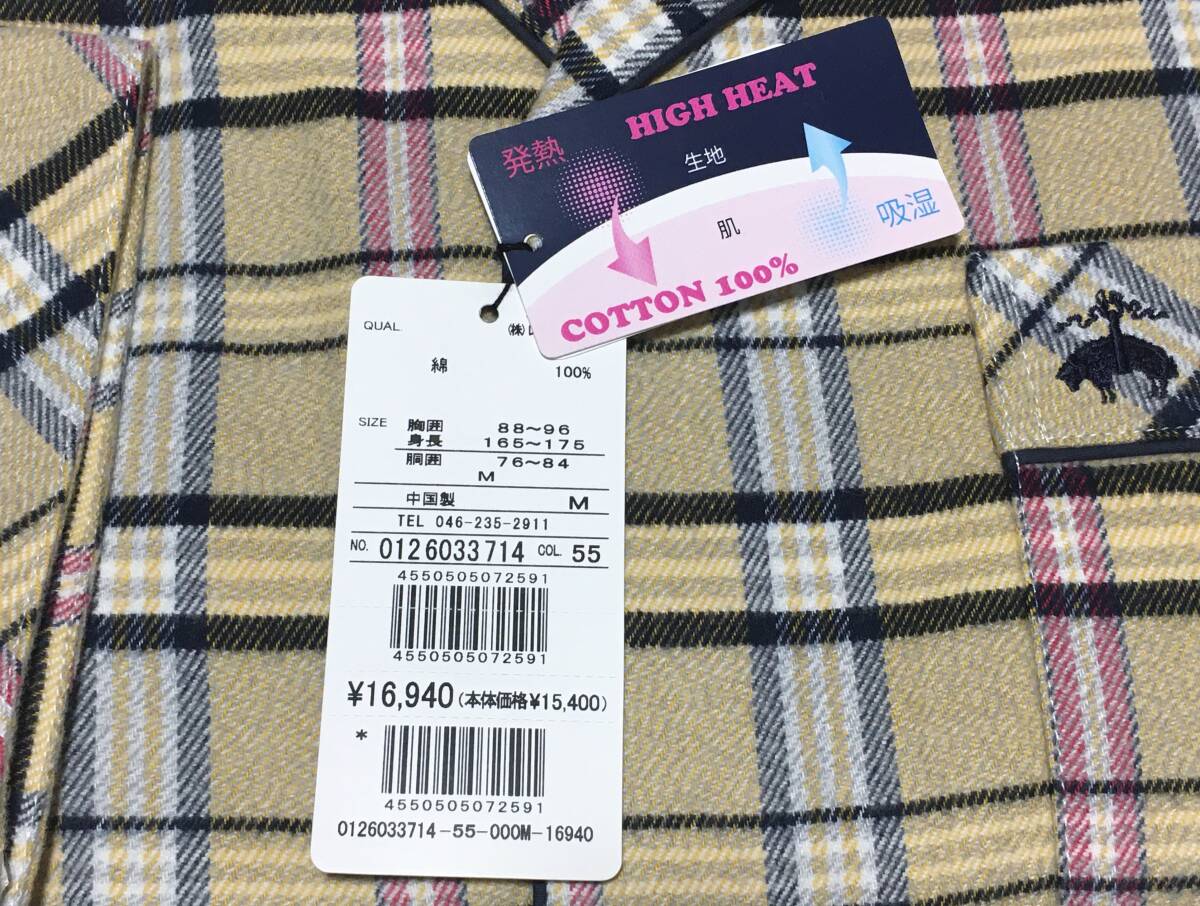 HIGH HEAT
発熱
生地
肌
吸湿
COTTON 100%
QUAL.
㈱
綿 100%
SIZE 胸囲 88～96
身長 165～175
胴囲 76～84
M
中国製 M
TEL 046-235-2911
NO. 0126033714 COL. 55
4550505072591
4550505072591
¥16,940(本体価格¥15,400)
*
4550505072591
0126033714-55-000M-16940